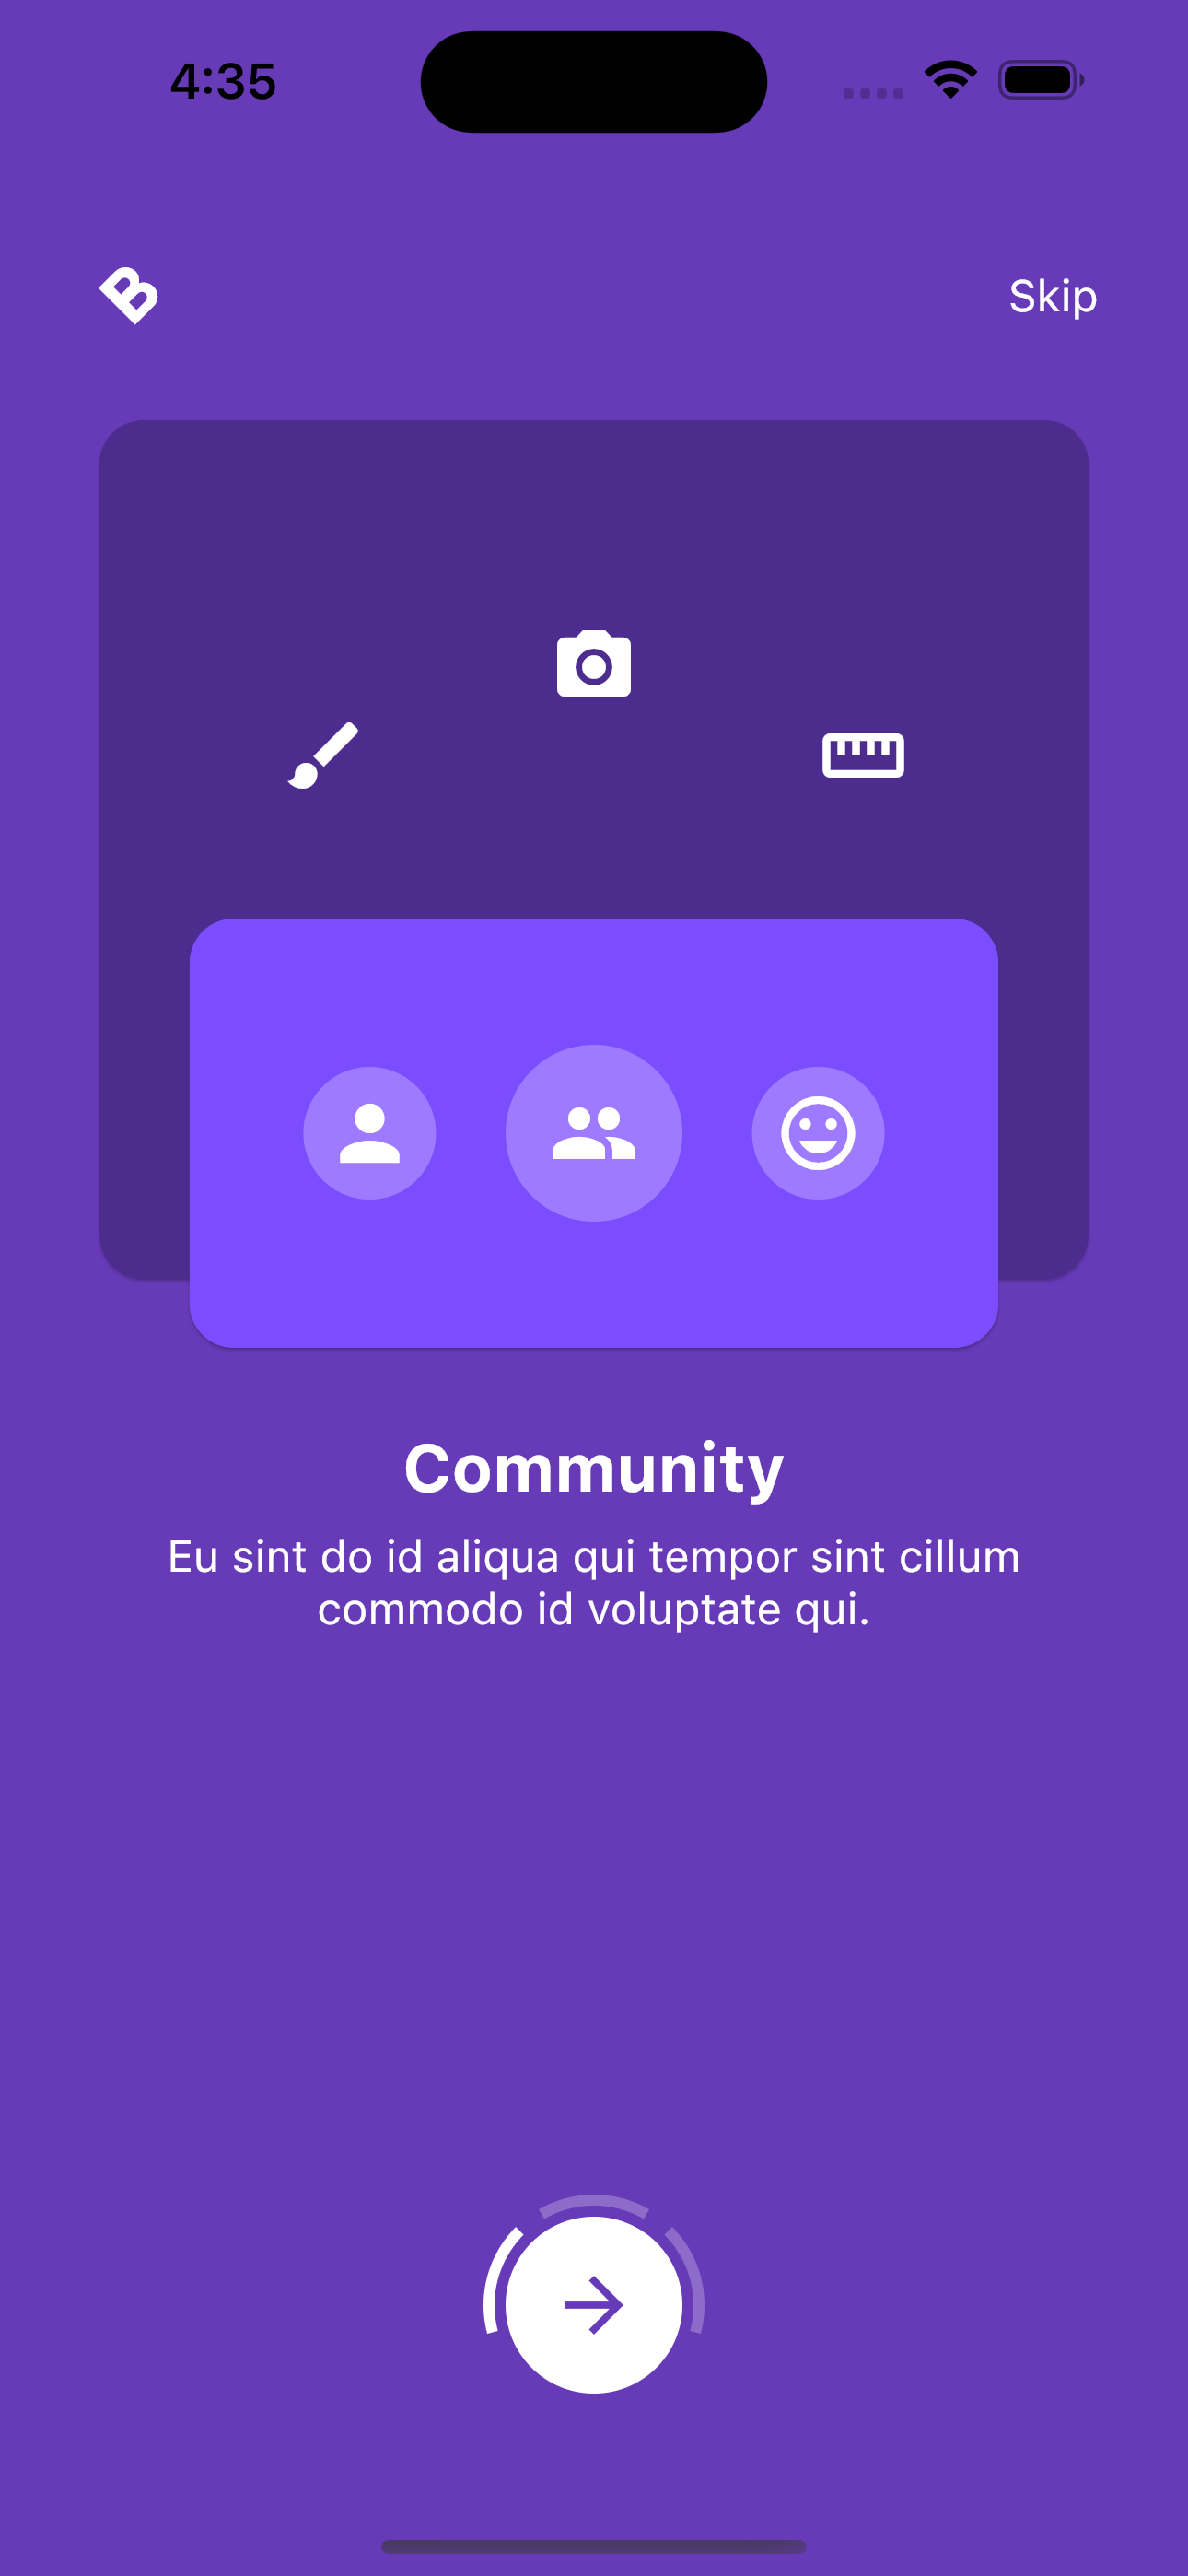 4:35
B
Skip
Community
Eu sint do id aliqua qui tempor sint cillum
commodo id voluptate qui.